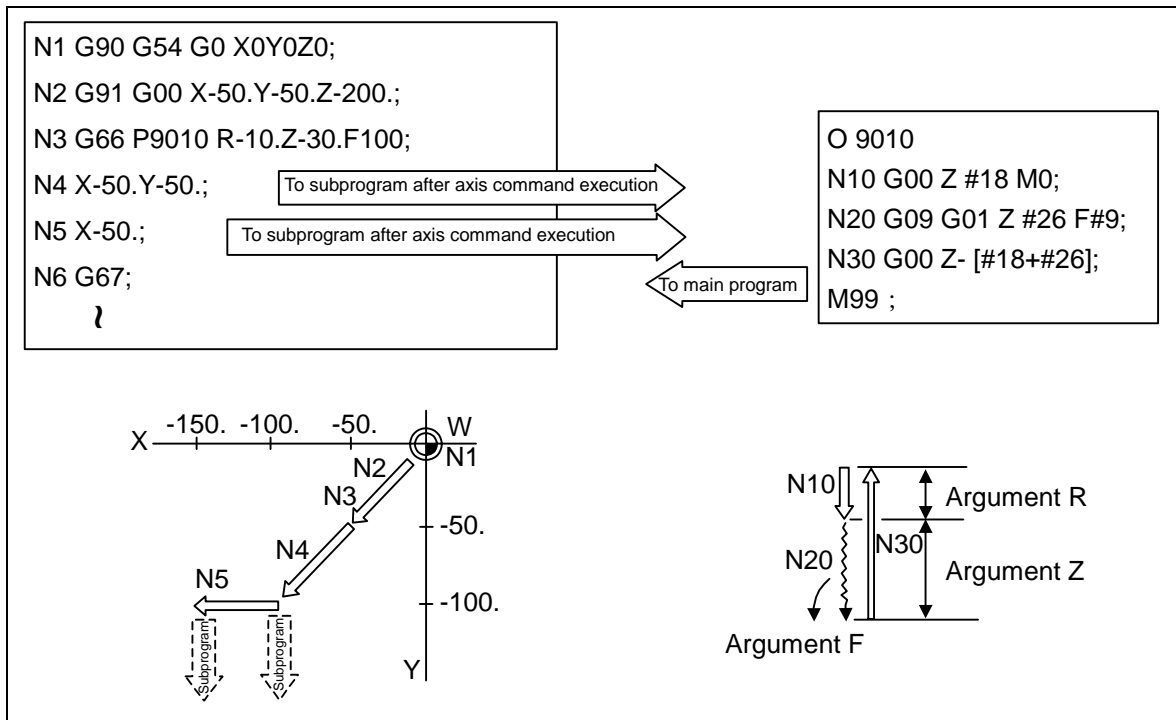 N1 G90 G54 G0 X0Y0Z0;
N2 G91 G00 X-50.Y-50.Z-200.;
N3 G66 P9010 R-10.Z-30.F100;
N4 X-50.Y-50.;
N5 X-50.;
N6 G67;
~
To subprogram after axis command execution
To subprogram after axis command execution
To main program
O 9010
N10 G00 Z #18 M0;
N20 G09 G01 Z #26 F#9;
N30 G00 Z- [#18+#26];
M99 ;
X
-150. -100. -50.
W
N1
N2
N3
-50.
N4
N5
-100.
Subprogram
Subprogram
Y
N10
Argument R
N20
N30
Argument Z
Argument F